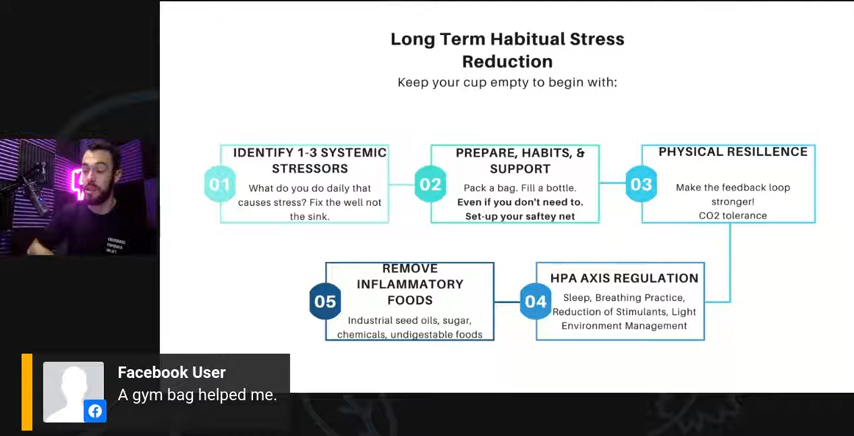 Long Term Habitual Stress
Reduction
Keep your cup empty to begin with:
01
IDENTIFY 1-3 SYSTEMIC
STRESSORS
What do you do daily that
causes stress? Fix the well not
the sink.
02
PREPARE, HABITS, &
SUPPORT
Pack a bag. Fill a bottle.
Even if you don't need to.
Set-up your saftey net
03
PHYSICAL RESILLENCE
Make the feedback loop
stronger!
CO2 tolerance
05
REMOVE
INFLAMMATORY
FOODS
Industrial seed oils, sugar,
chemicals, undigestable foods
04
HPA AXIS REGULATION
Sleep, Breathing Practice,
Reduction of Stimulants, Light
Environment Management
Facebook User
A gym bag helped me.